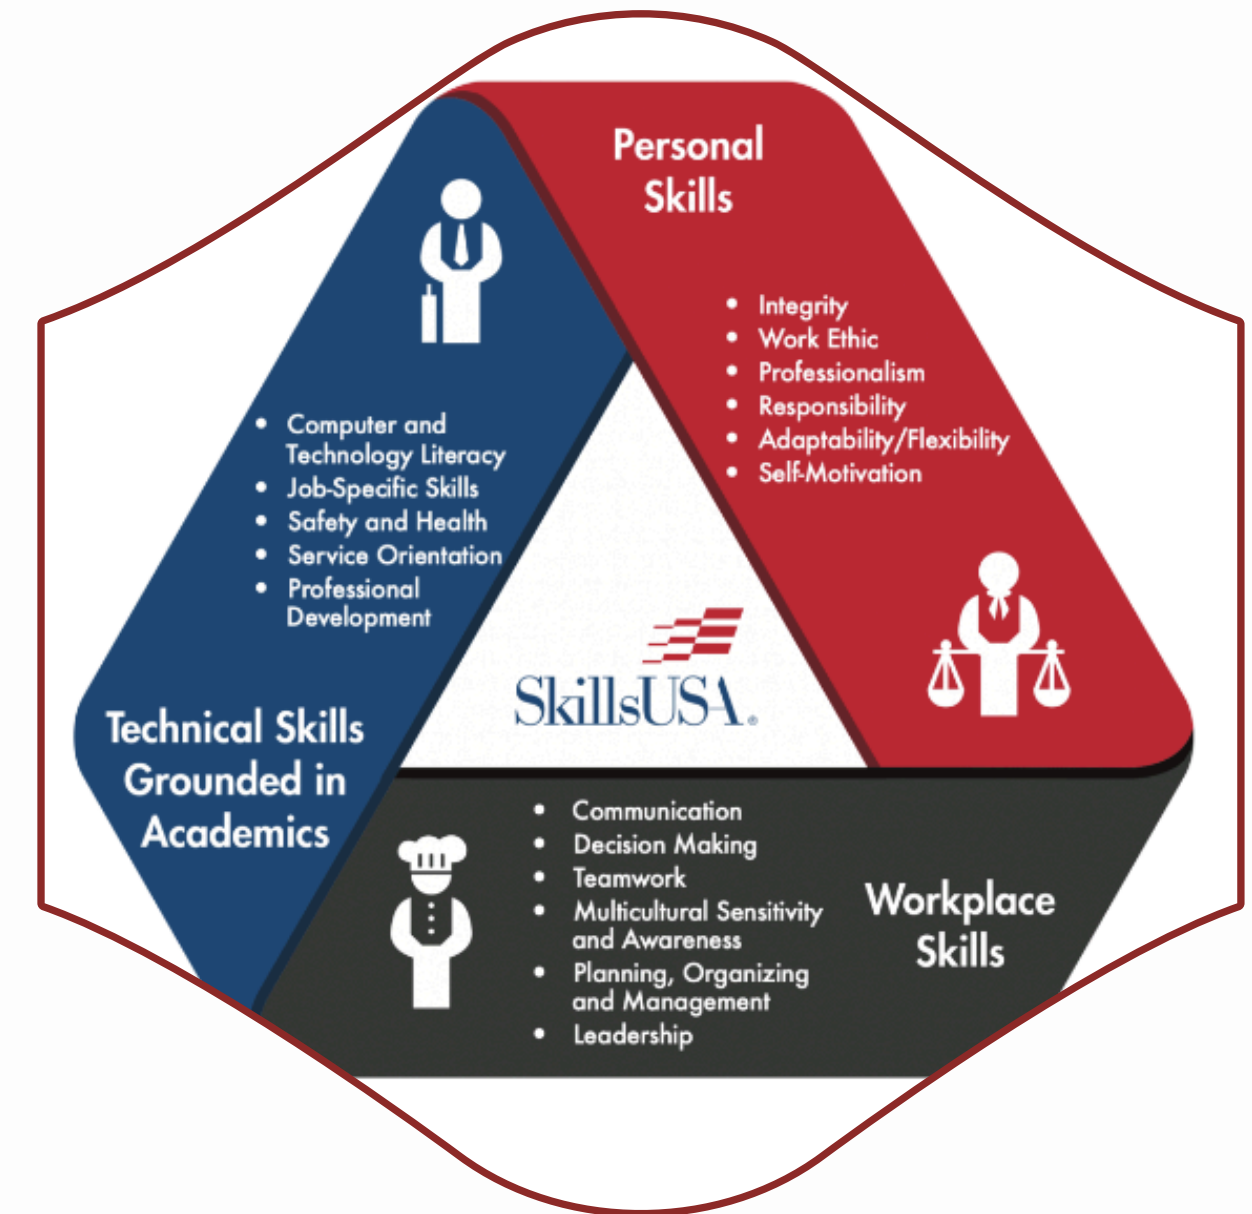 Personal
Skills
• Integrity
• Work Ethic
• Professionalism
• Responsibility
• Adaptability/Flexibility
• Self-Motivation
• Computer and
Technology Literacy
• Job-Specific Skills
• Safety and Health
• Service Orientation
• Professional
Development
Technical Skills
Grounded in
Academics
SkillsUSA®
• Communication
• Decision Making
• Teamwork
• Multicultural Sensitivity
and Awareness
• Planning, Organizing
and Management
• Leadership
Workplace
Skills